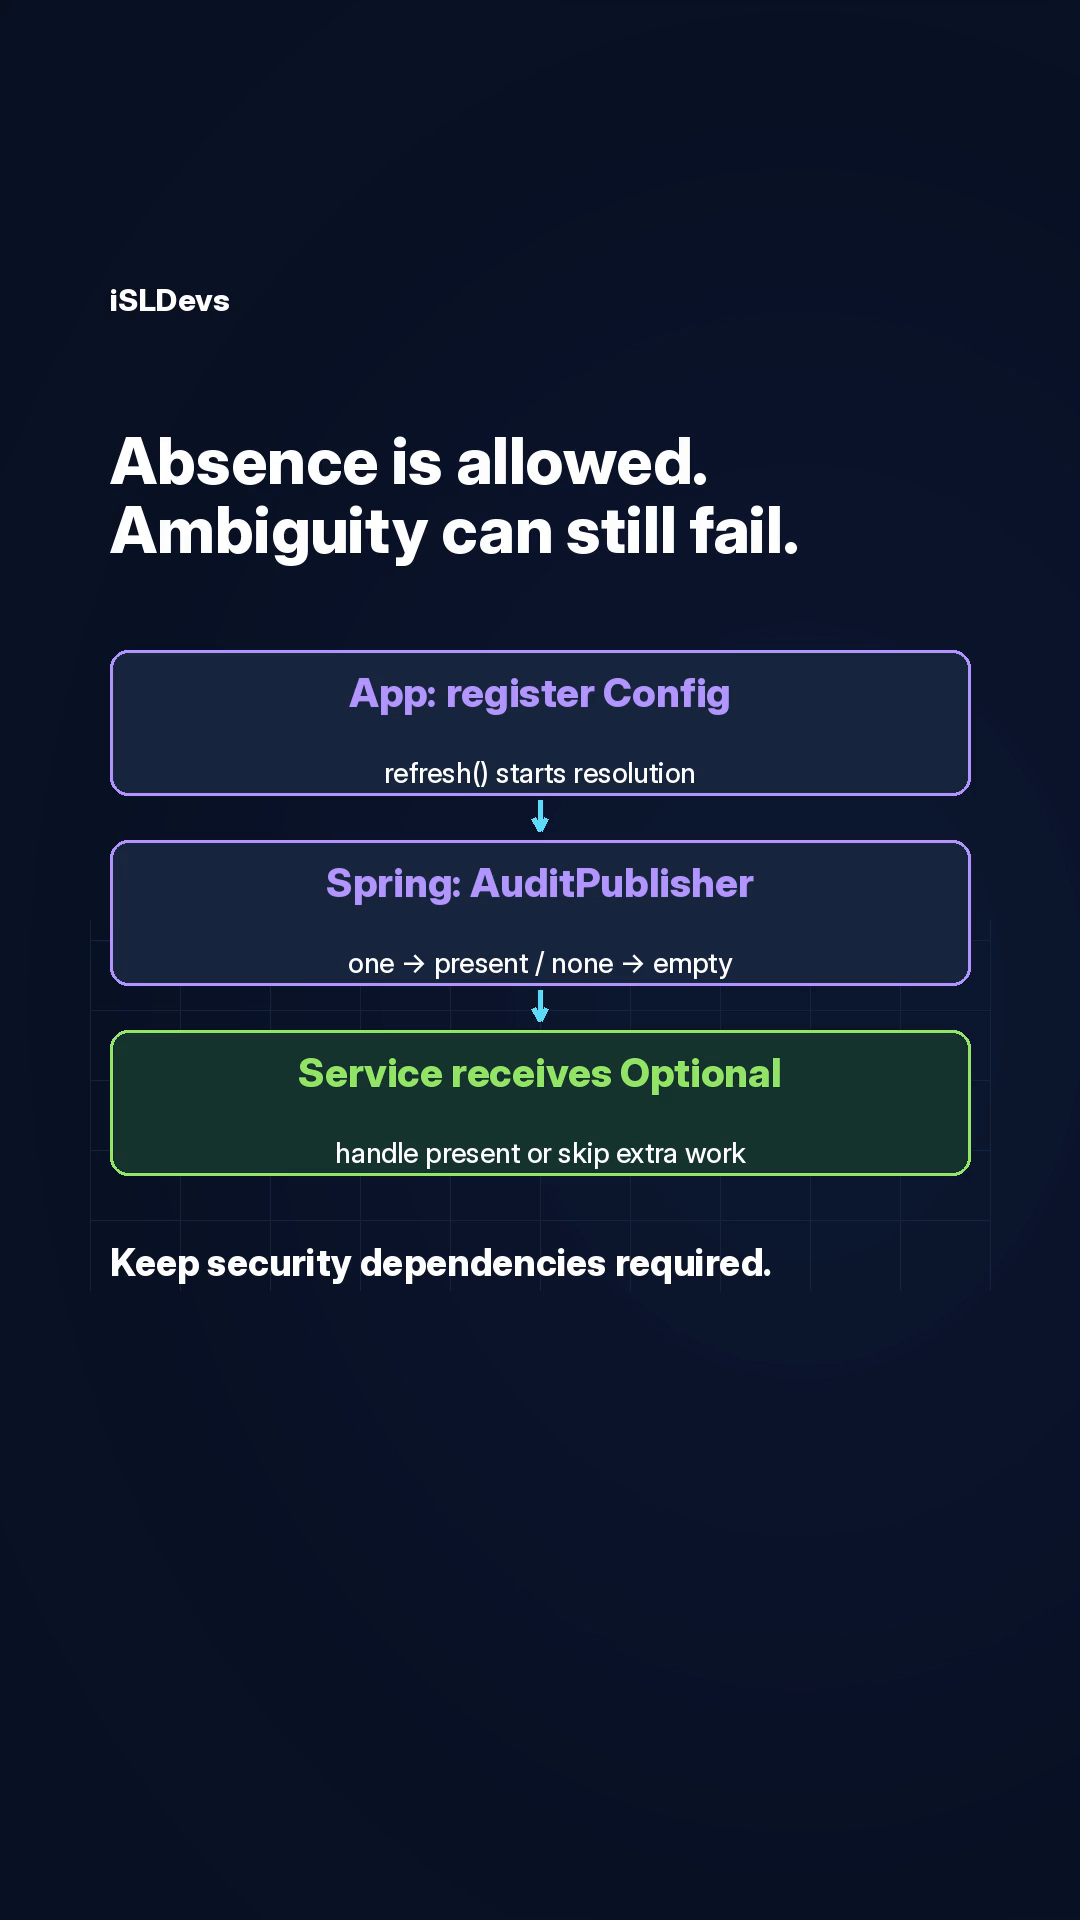 iSLDevs
Absence is allowed.
Ambiguity can still fail.
App: register Config
refresh() starts resolution
Spring: AuditPublisher
one → present / none → empty
Service receives Optional
handle present or skip extra work
Keep security dependencies required.